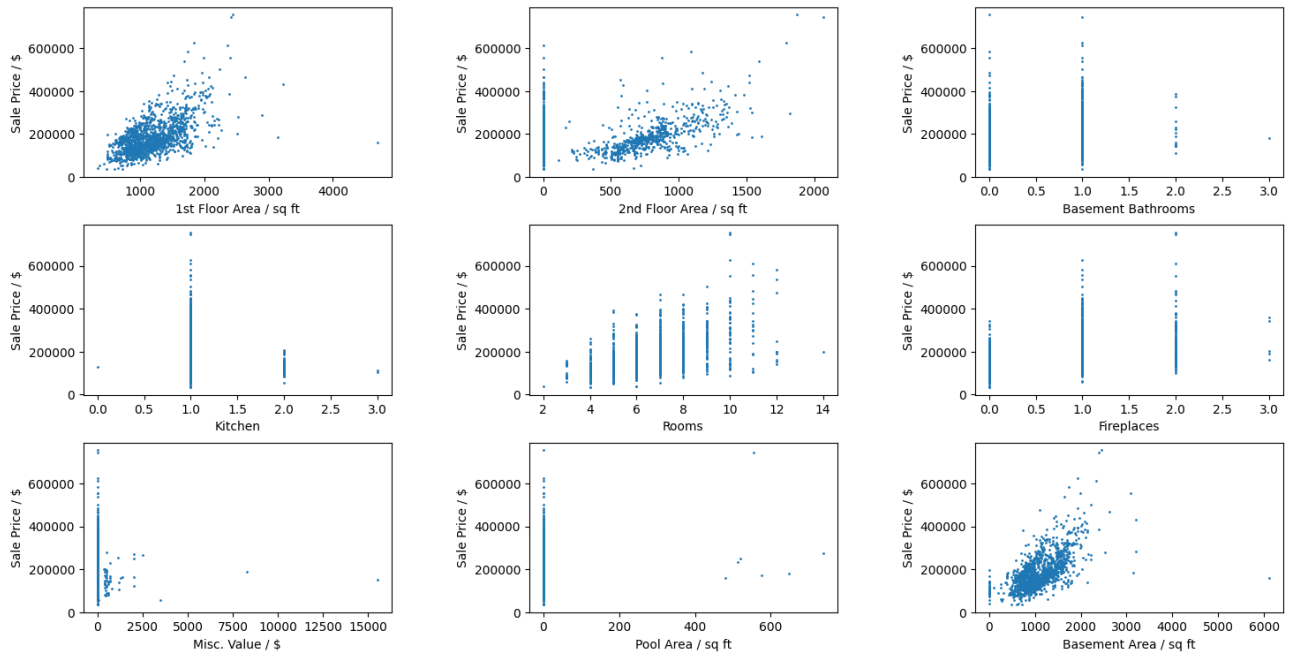 Sale Price / $
600000
400000
200000
0
1000 2000 3000 4000
1st Floor Area / sq ft
Sale Price / $
600000
400000
200000
0
0 500 1000 1500 2000
2nd Floor Area / sq ft
Sale Price / $
600000
400000
200000
0
0.0 0.5 1.0 1.5 2.0 2.5 3.0
Basement Bathrooms
Sale Price / $
600000
400000
200000
0
0.0 0.5 1.0 1.5 2.0 2.5 3.0
Kitchen
Sale Price / $
600000
400000
200000
0
2 4 6 8 10 12 14
Rooms
Sale Price / $
600000
400000
200000
0
0.0 0.5 1.0 1.5 2.0 2.5 3.0
Fireplaces
Sale Price / $
600000
400000
200000
0
0 2500 5000 7500 10000 12500 15000
Misc. Value / $
Sale Price / $
600000
400000
200000
0
0 200 400 600
Pool Area / sq ft
Sale Price / $
600000
400000
200000
0
0 1000 2000 3000 4000 5000 6000
Basement Area / sq ft